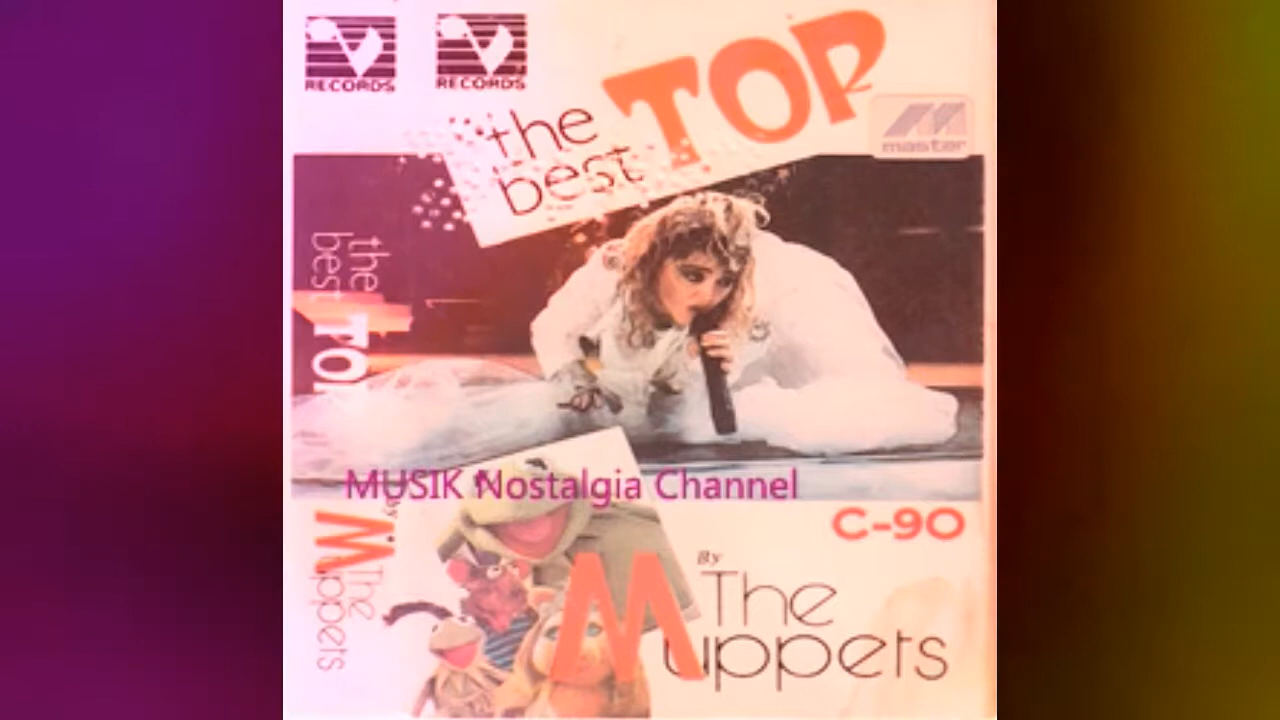 RECORDS
RECORDS
the
best TOP
master
the
best TOP
MUSIK Nostalgia Channel
C-90
By
The
Muppets
by
The
Muppets